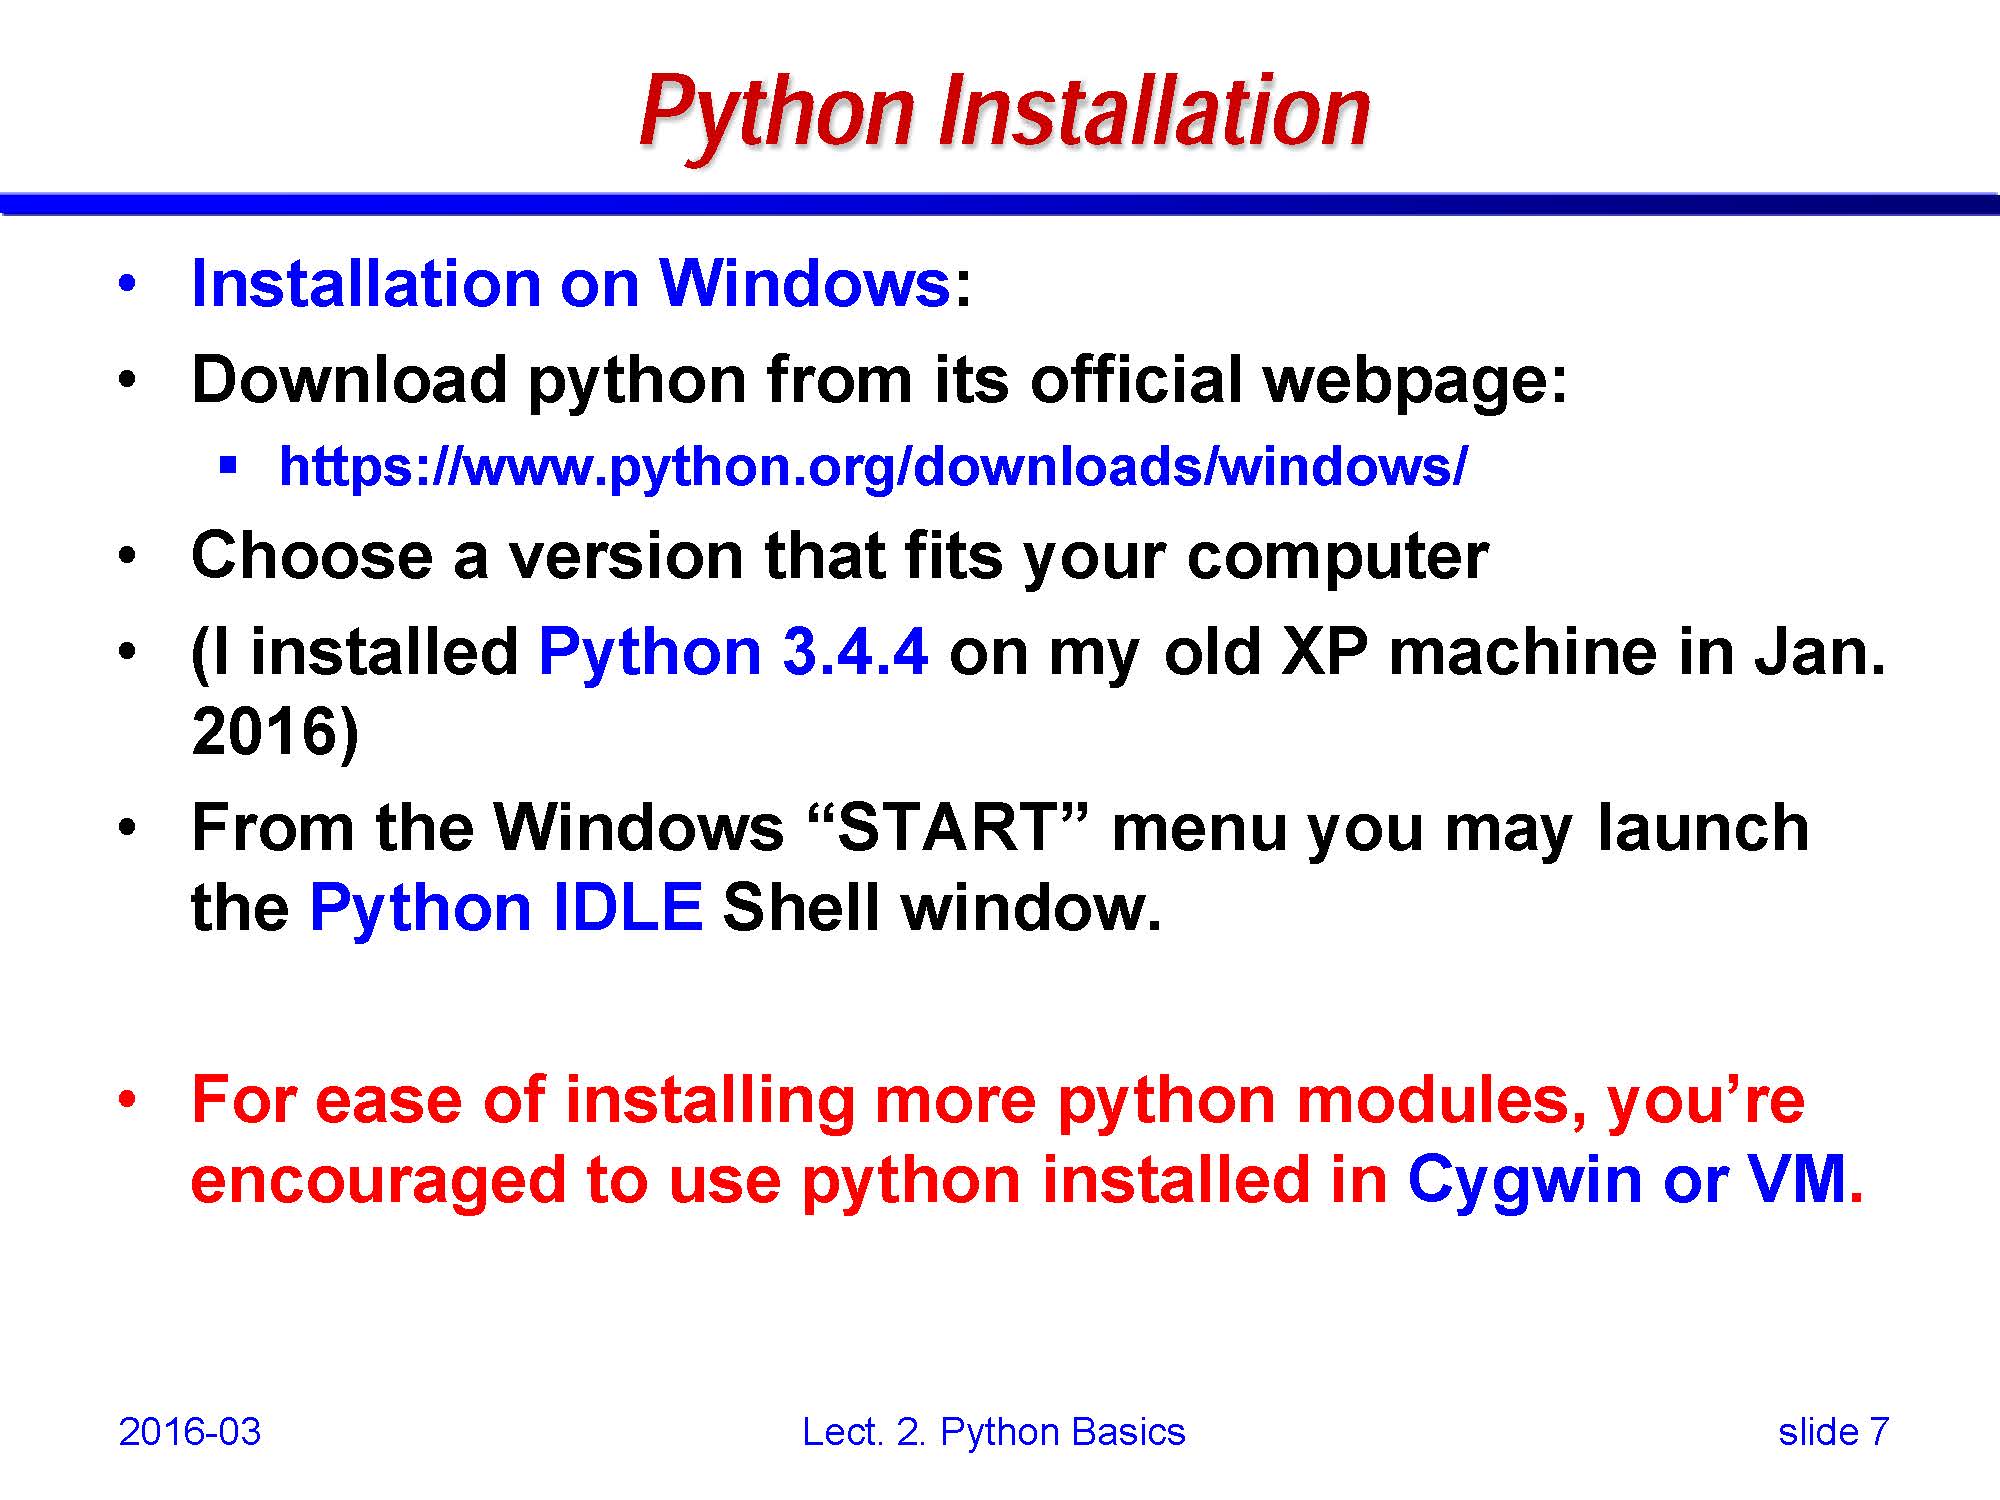 Python Installation
• Installation on Windows:
• Download python from its official webpage:
▪ https://www.python.org/downloads/windows/
• Choose a version that fits your computer
• (I installed Python 3.4.4 on my old XP machine in Jan.
2016)
• From the Windows “START” menu you may launch
the Python IDLE Shell window.
• For ease of installing more python modules, you’re
encouraged to use python installed in Cygwin or VM.
2016-03 Lect. 2. Python Basics slide 7